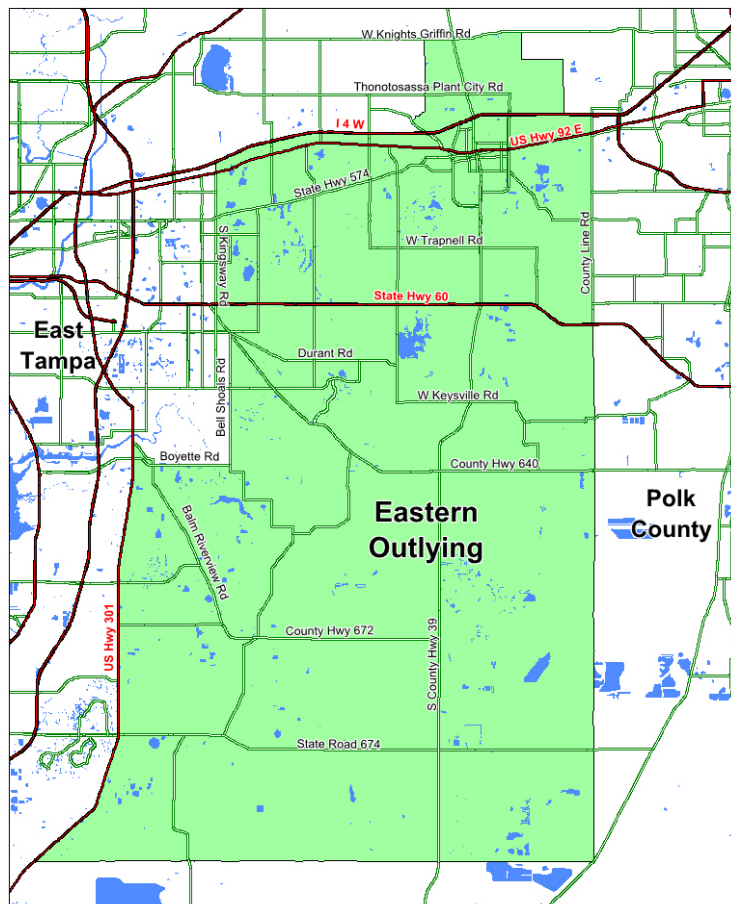 W Knights Griffin Rd
Thonotosassa Plant City Rd
I 4 W
US Hwy 92 E
State Hwy 574
S Kingsway Rd
W Trapnell Rd
County Line Rd
State Hwy 60
East
Tampa
Durant Rd
Bell Shoals Rd
W Keysville Rd
Boyette Rd
County Hwy 640
Polk
County
Eastern
Outlying
Balm Riverview Rd
US Hwy 301
County Hwy 672
S County Hwy 39
State Road 674